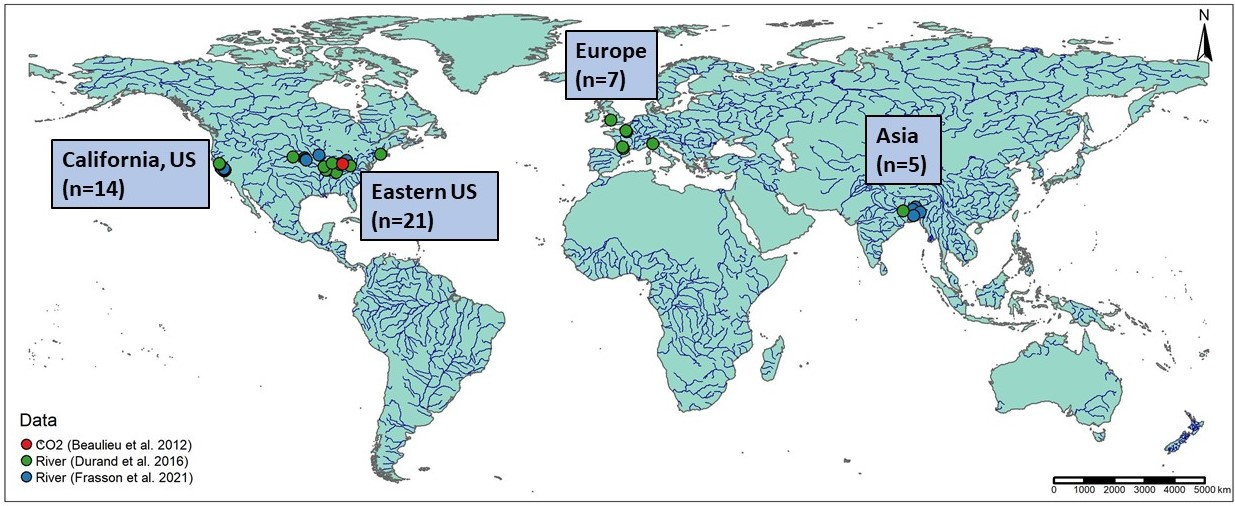 N
Europe
(n=7)
Asia
(n=5)
California, US
(n=14)
Eastern US
(n=21)
Data
CO2 (Beaulieu et al. 2012)
River (Durand et al. 2016)
River (Frasson et al. 2021)
0 1000 2000 3000 4000 5000 km